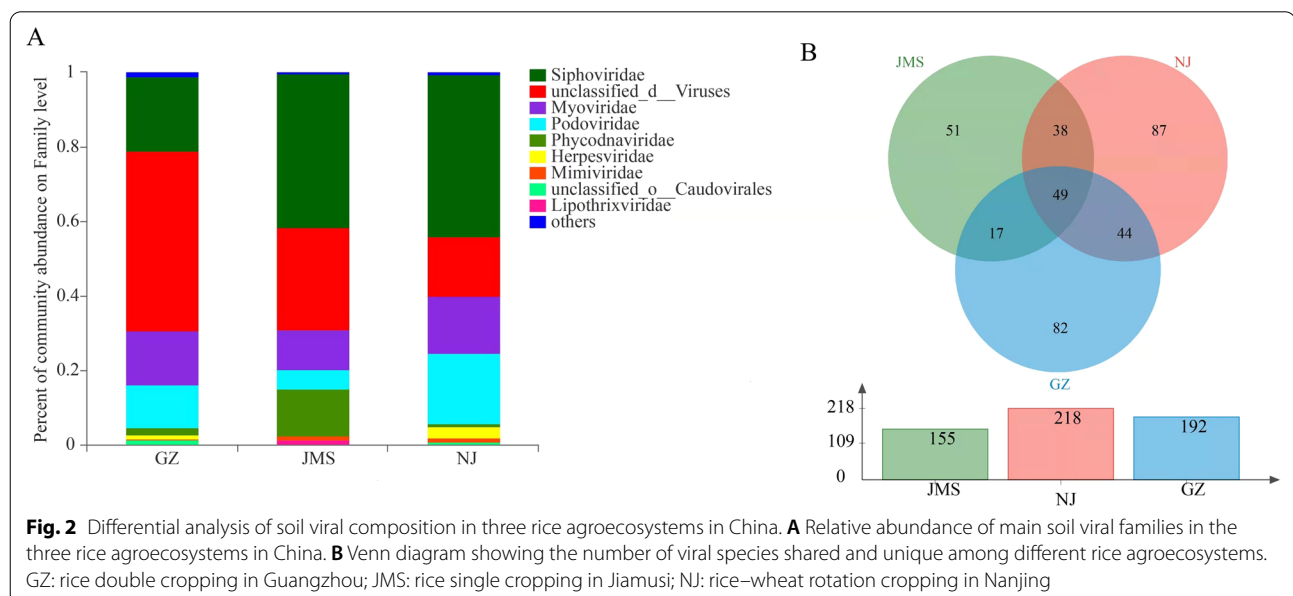 A
Percent of community abundance on Family level
1
0.8
0.6
0.4
0.2
0
GZ
JMS
NJ
Siphoviridae
unclassified_d__Viruses
Myoviridae
Podoviridae
Phycodnaviridae
Herpesviridae
Mimiviridae
unclassified_o__Caudovirales
Lipothrixviridae
others
B
JMS
NJ
51
38
87
49
17
44
82
GZ
218
109
0
155
218
192
JMS
NJ
GZ
Fig. 2 Differential analysis of soil viral composition in three rice agroecosystems in China. A Relative abundance of main soil viral families in the
three rice agroecosystems in China. B Venn diagram showing the number of viral species shared and unique among different rice agroecosystems.
GZ: rice double cropping in Guangzhou; JMS: rice single cropping in Jiamusi; NJ: rice–wheat rotation cropping in Nanjing